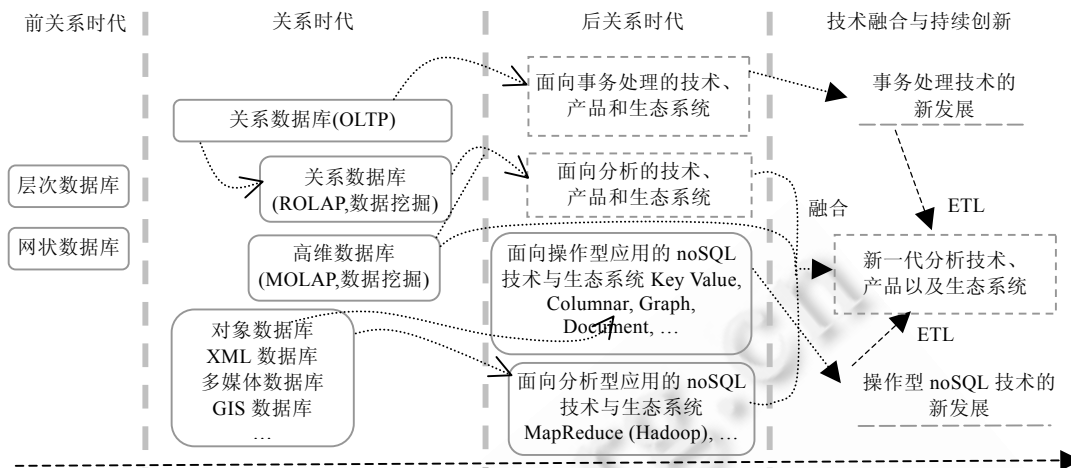 前关系时代
关系时代
后关系时代
技术融合与持续创新
层次数据库
网状数据库
关系数据库(OLTP)
关系数据库
(ROLAP,数据挖掘)
高维数据库
(MOLAP,数据挖掘)
对象数据库
XML 数据库
多媒体数据库
GIS 数据库
…
面向事务处理的技术、
产品和生态系统
面向分析的技术、
产品和生态系统
面向操作型应用的 noSQL
技术与生态系统 Key Value,
Columnar, Graph,
Document, …
面向分析型应用的 noSQL
技术与生态系统
MapReduce (Hadoop), …
事务处理技术的
新发展
ETL
融合
新一代分析技术、
产品以及生态系统
ETL
操作型 noSQL 技术的
新发展